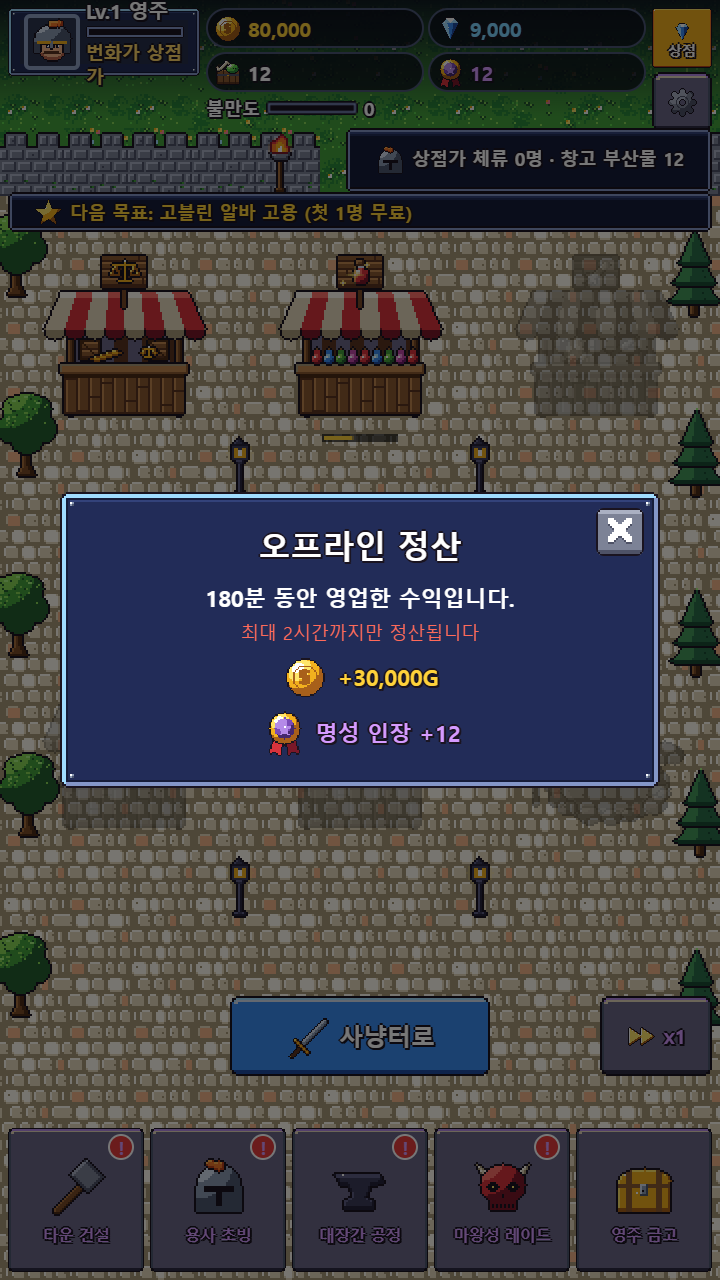 Lv.1 영주
번화가 상점
가
80,000
9,000
상점
12
12
불만도
0
상점가 체류 0명 · 창고 부산물 12
다음 목표: 고블린 알바 고용 (첫 1명 무료)
오프라인 정산
180분 동안 영업한 수익입니다.
최대 2시간까지만 정산됩니다
+30,000G
명성 인장 +12
사냥터로
x1
타운 건설
용사 초빙
대장간 공정
마왕성 레이드
영주 금고